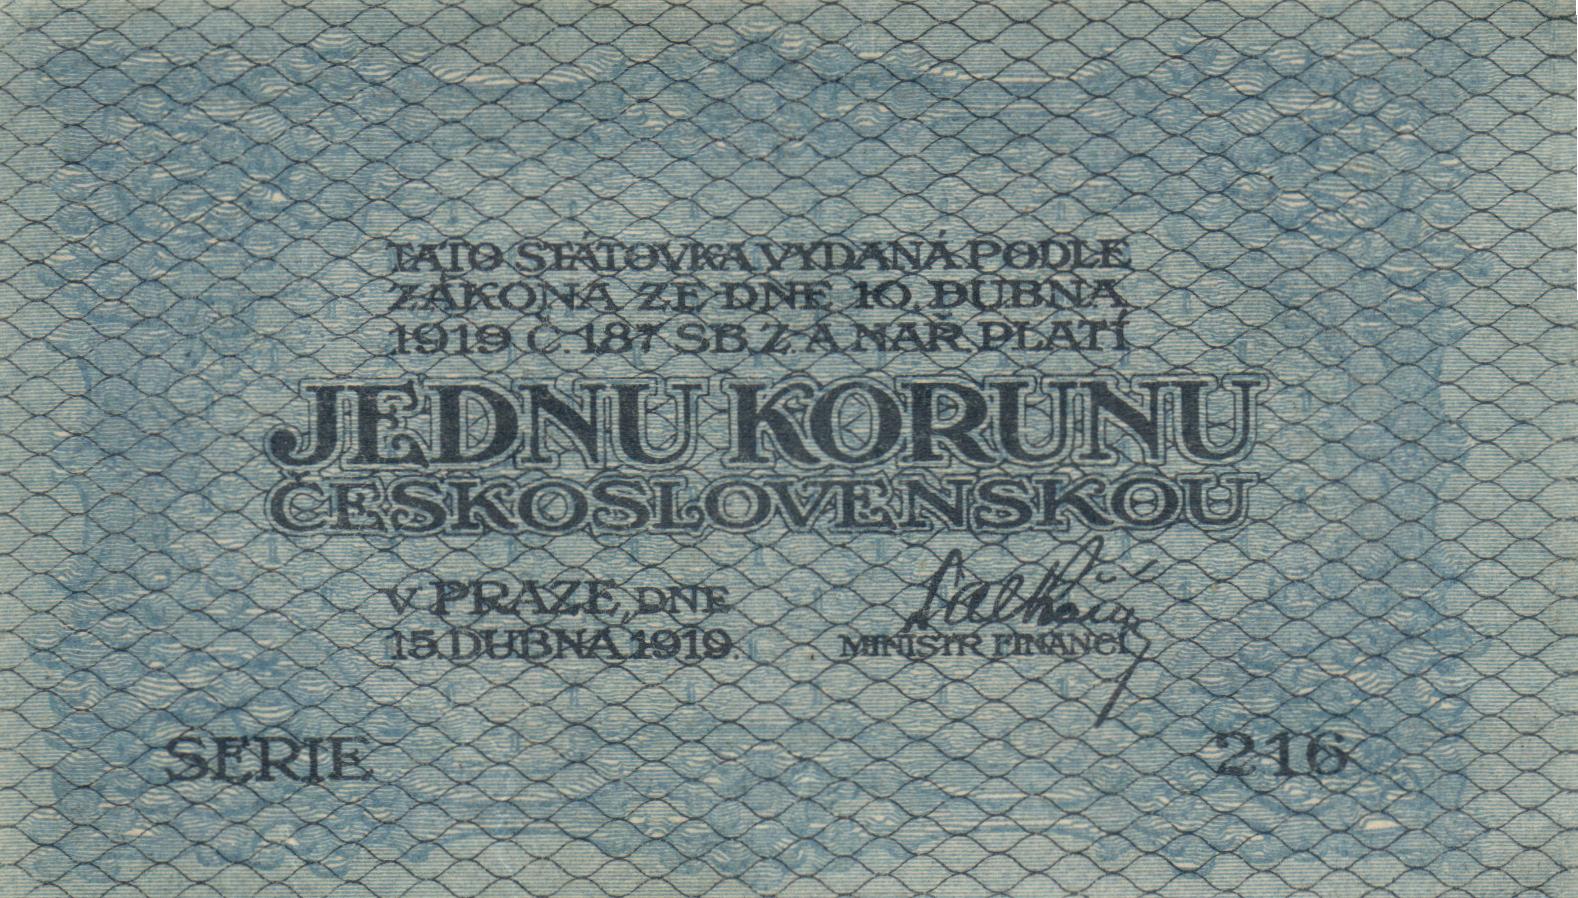 TATO STÁTOVKA VYDANÁ PODLE
ZÁKONA ZE DNE 10. DUBNA
1919 Č. 187 SB. Z. A NAŘ. PLATÍ
JEDNU KORUNU
ČESKOSLOVENSKOU
V PRAZE, DNE
15. DUBNA 1919.
MINISTR FINANCÍ
SERIE 216